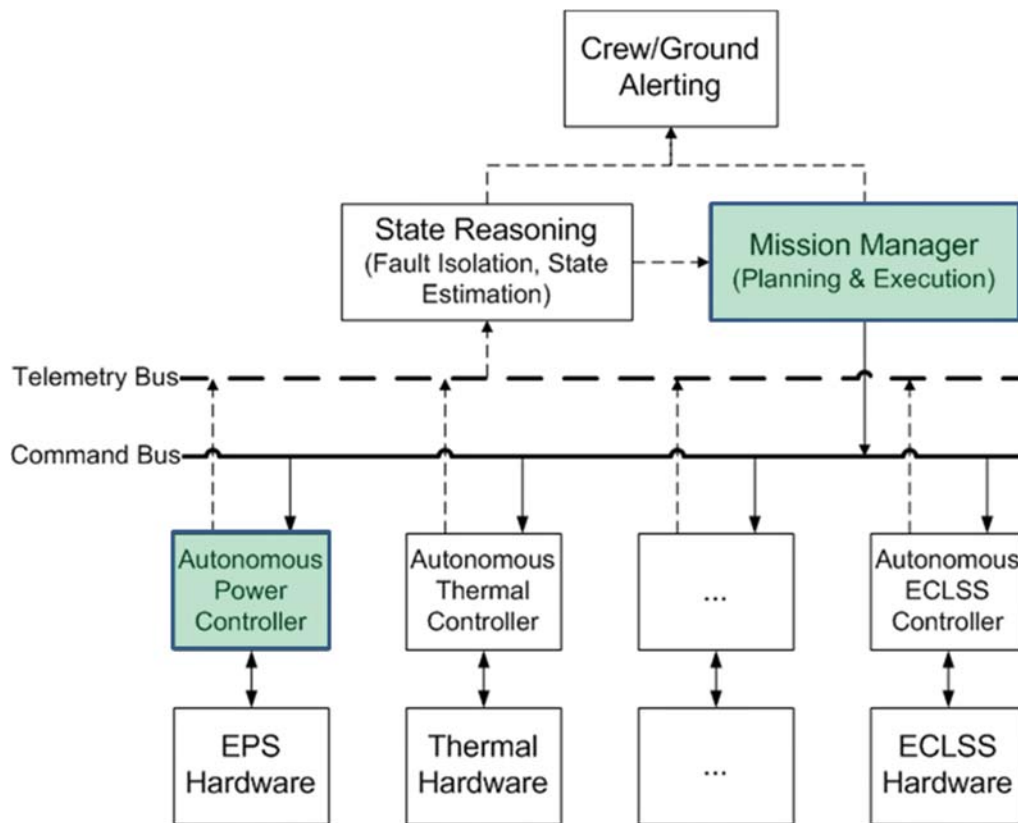 Crew/Ground
Alerting
State Reasoning
(Fault Isolation, State
Estimation)
Mission Manager
(Planning & Execution)
Telemetry Bus
Command Bus
Autonomous
Power
Controller
Autonomous
Thermal
Controller
...
Autonomous
ECLSS
Controller
EPS
Hardware
Thermal
Hardware
...
ECLSS
Hardware